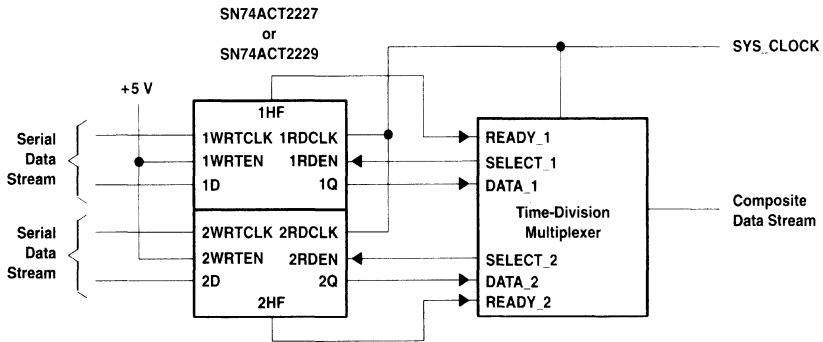 SN74ACT2227
or
SN74ACT2229
SYS_CLOCK
+5 V
1HF
Serial
Data
Stream
1WRTCLK 1RDCLK
1WRTEN 1RDEN
1D 1Q
READY_1
SELECT_1
DATA_1
Time-Division
Multiplexer
Composite
Data Stream
Serial
Data
Stream
2WRTCLK 2RDCLK
2WRTEN 2RDEN
2D 2Q
2HF
SELECT_2
DATA_2
READY_2